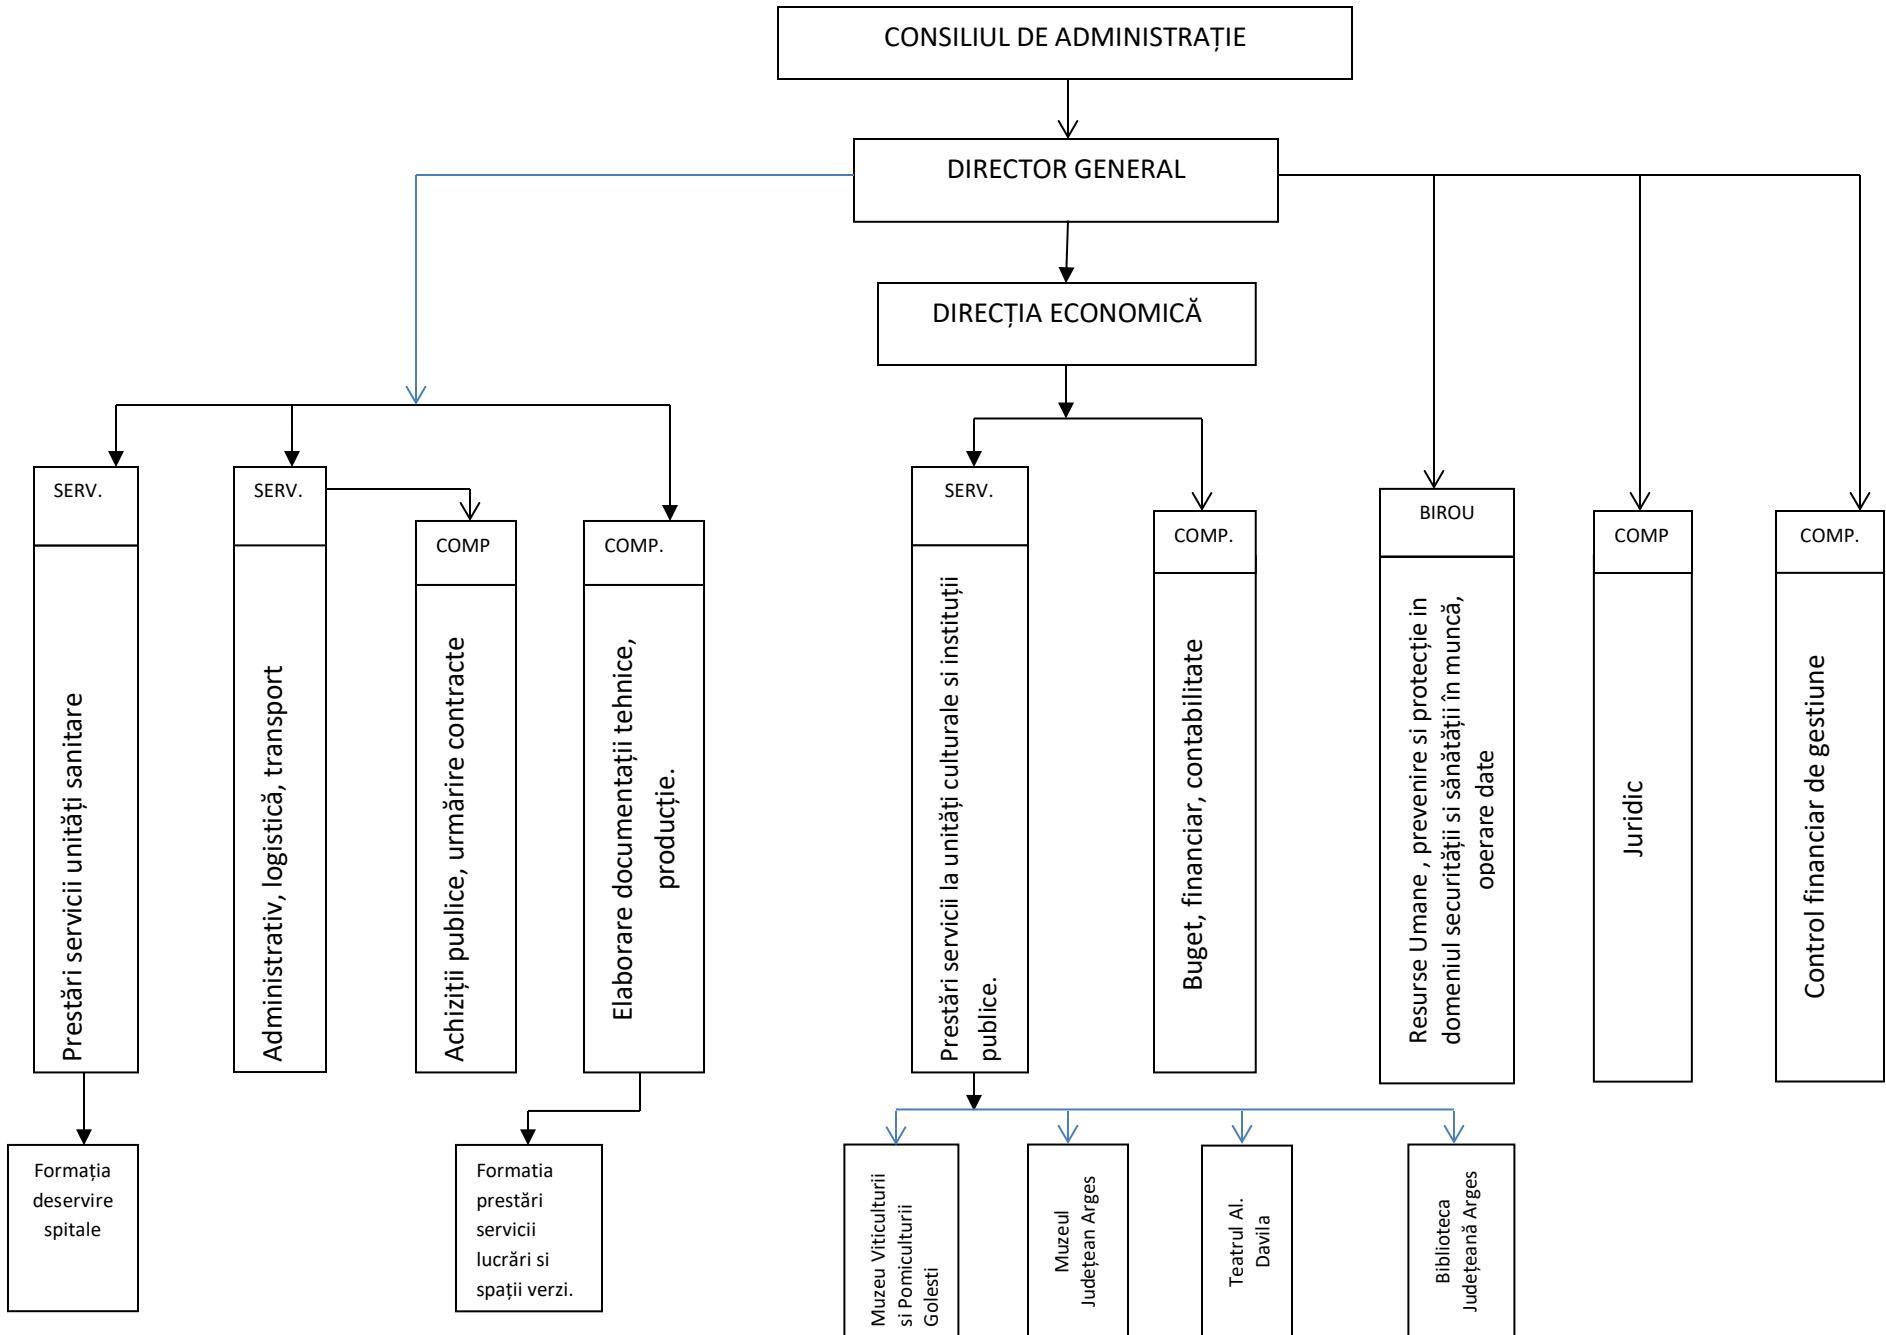 CONSILIUL DE ADMINISTRAȚIE
DIRECTOR GENERAL
DIRECȚIA ECONOMICĂ
SERV.
Prestări servicii unități sanitare
SERV.
Administrativ, logistică, transport
COMP
Achiziții publice, urmărire contracte
COMP.
Elaborare documentații tehnice,
producție.
SERV.
Prestări servicii la unități culturale si instituții
publice.
COMP.
Buget, financiar, contabilitate
BIROU
Resurse Umane , prevenire si protecție in
domeniul securității si sănătății în muncă,
operare date
COMP
Juridic
COMP.
Control financiar de gestiune
Formația
deservire
spitale
Formatia
prestări
servicii
lucrări si
spații verzi.
Muzeu Viticulturii
si Pomiculturii
Golesti
Muzeul
Județean Arges
Teatrul Al.
Davila
Biblioteca
Județeană Arges